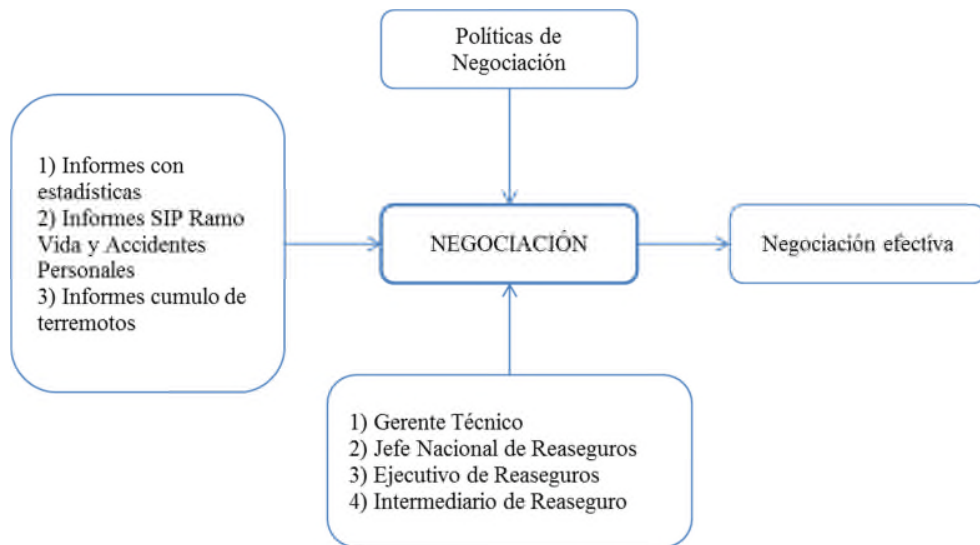 Políticas de
Negociación
1) Informes con
estadísticas
2) Informes SIP Ramo
Vida y Accidentes
Personales
3) Informes cumulo de
terremotos
NEGOCIACIÓN
Negociación efectiva
1) Gerente Técnico
2) Jefe Nacional de Reaseguros
3) Ejecutivo de Reaseguros
4) Intermediario de Reaseguro